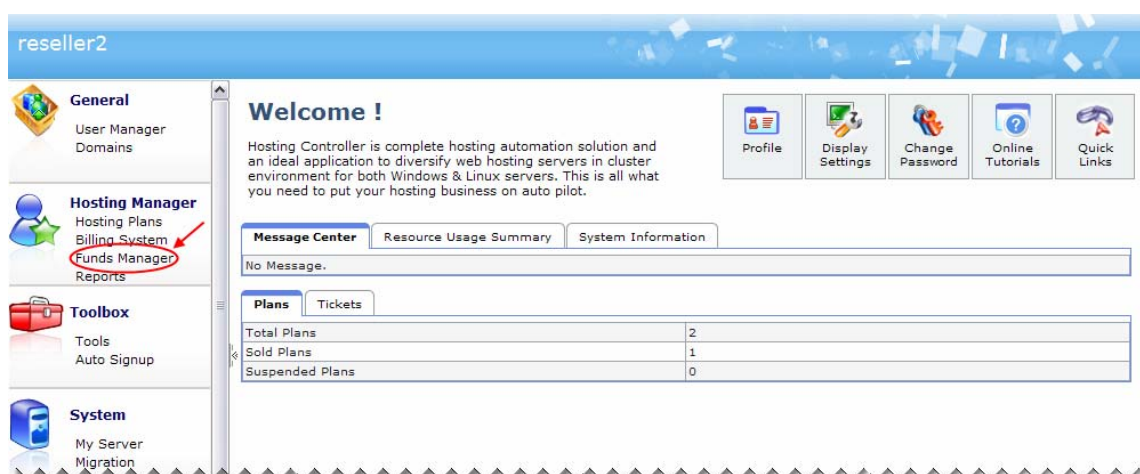 reseller2
General
User Manager
Domains
Hosting Manager
Hosting Plans
Billing System
Funds Manager
Reports
Toolbox
Tools
Auto Signup
System
My Server
Migration
Welcome !
Hosting Controller is complete hosting automation solution and
an ideal application to diversify web hosting servers in cluster
environment for both Windows & Linux servers. This is all what
you need to put your hosting business on auto pilot.
Profile
Display
Settings
Change
Password
Online
Tutorials
Quick
Links
Message Center Resource Usage Summary System Information
No Message.
Plans Tickets
Total Plans 2
Sold Plans 1
Suspended Plans 0